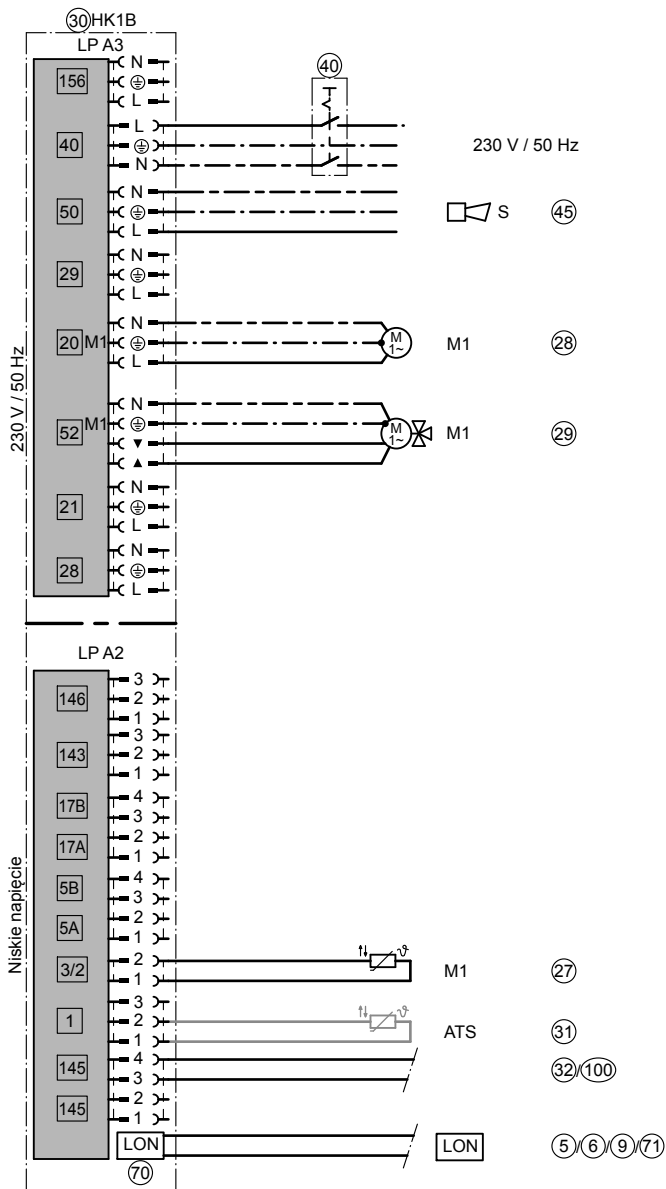 30 HK1B
LP A3
N
156
L
40
L
40
N
230 V / 50 Hz
N
50
L
S 45
N
29
L
N
20 M1
L
M
1~
M1 28
230 V / 50 Hz
N
M1
52
▼
▲
M
1~
M1 29
N
21
L
N
28
L
LP A2
3
146 2
1
3
143 2
1
4
17B
3
2
17A
1
4
5B
3
2
5A
1
Niskie napięcie
2
3/2
1
ϑ
M1 27
3
1 2
1
ϑ
ATS 31
4
145
3
32/100
2
145
1
LON
LON 5/6/9/71
70